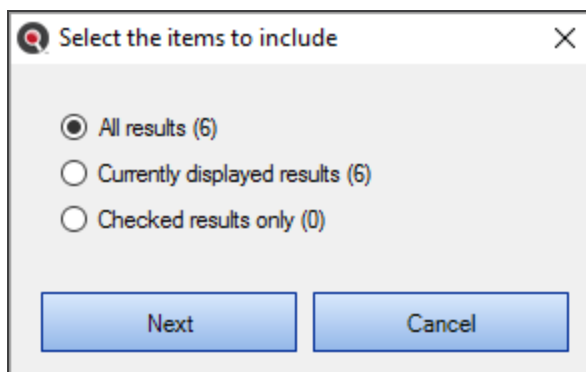 Select the items to include
All results (6)
Currently displayed results (6)
Checked results only (0)
Next
Cancel